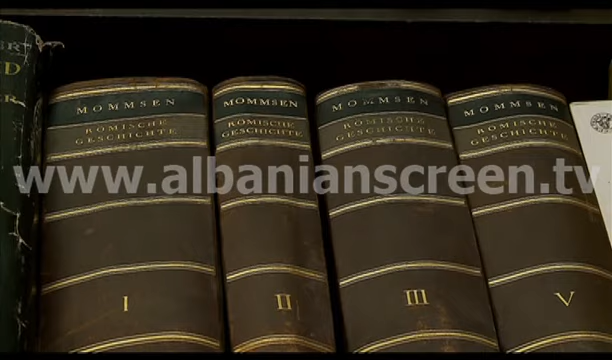 D
MOMMSEN
RÖMISCHE
GESCHICHTE
I
MOMMSEN
RÖMISCHE
GESCHICHTE
II
MOMMSEN
RÖMISCHE
GESCHICHTE
III
MOMMSEN
RÖMISCHE
GESCHICHTE
V
www.albanianscreen.tv